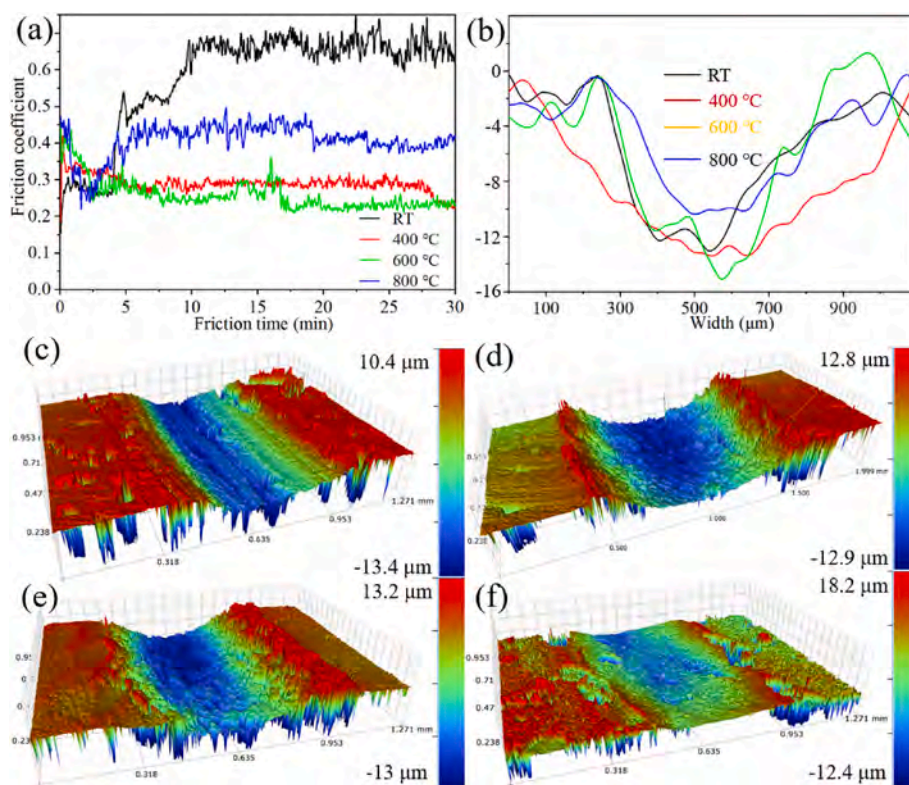 (a)
Friction coefficient
0.6
0.5
0.4
0.3
0.2
0.1
0.0
RT
400 °C
600 °C
800 °C
0 5 10 15 20 25 30
Friction time (min)
(b)
0
-4
-8
-12
-16
RT
400 °C
600 °C
800 °C
100 300 500 700 900
Width (μm)
(c)
10.4 μm
0.953
0.71
0.47
0.238
0.318
0.635
0.953
1.271 mm
-13.4 μm
(d)
12.8 μm
0.500
1.000
1.500
1.999 mm
-12.9 μm
(e)
13.2 μm
0.318
0.635
0.953
1.271 mm
-13 μm
(f)
18.2 μm
0.953
0.71
0.47
0.238
0.318
0.635
0.953
1.271 mm
-12.4 μm